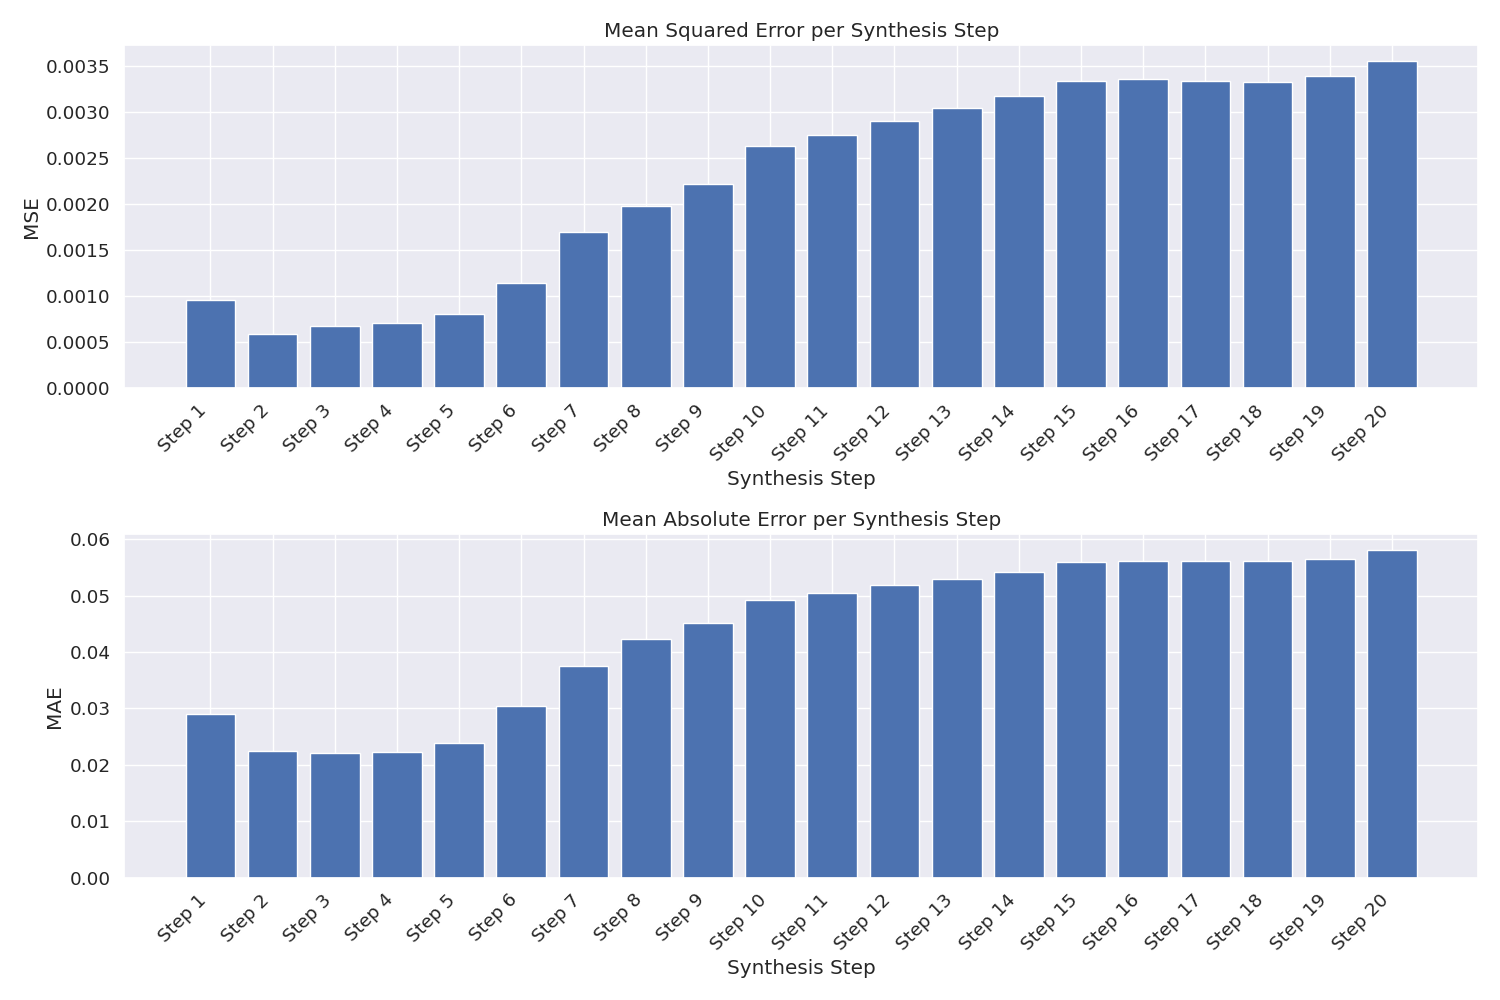 Mean Squared Error per Synthesis Step
MSE
0.0035
0.0030
0.0025
0.0020
0.0015
0.0010
0.0005
0.0000
Step 1
Step 2
Step 3
Step 4
Step 5
Step 6
Step 7
Step 8
Step 9
Step 10
Step 11
Step 12
Step 13
Step 14
Step 15
Step 16
Step 17
Step 18
Step 19
Step 20
Synthesis Step
Mean Absolute Error per Synthesis Step
MAE
0.06
0.05
0.04
0.03
0.02
0.01
0.00
Step 1
Step 2
Step 3
Step 4
Step 5
Step 6
Step 7
Step 8
Step 9
Step 10
Step 11
Step 12
Step 13
Step 14
Step 15
Step 16
Step 17
Step 18
Step 19
Step 20
Synthesis Step